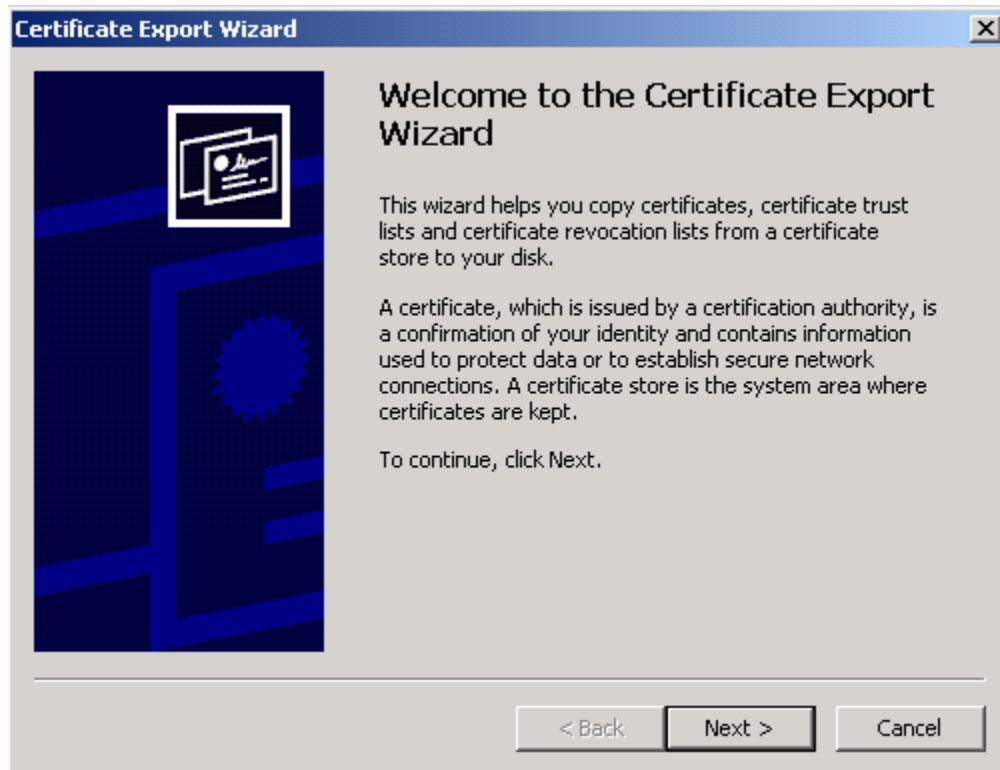 Certificate Export Wizard
Welcome to the Certificate Export
Wizard
This wizard helps you copy certificates, certificate trust
lists and certificate revocation lists from a certificate
store to your disk.
A certificate, which is issued by a certification authority, is
a confirmation of your identity and contains information
used to protect data or to establish secure network
connections. A certificate store is the system area where
certificates are kept.
To continue, click Next.
< Back Next > Cancel